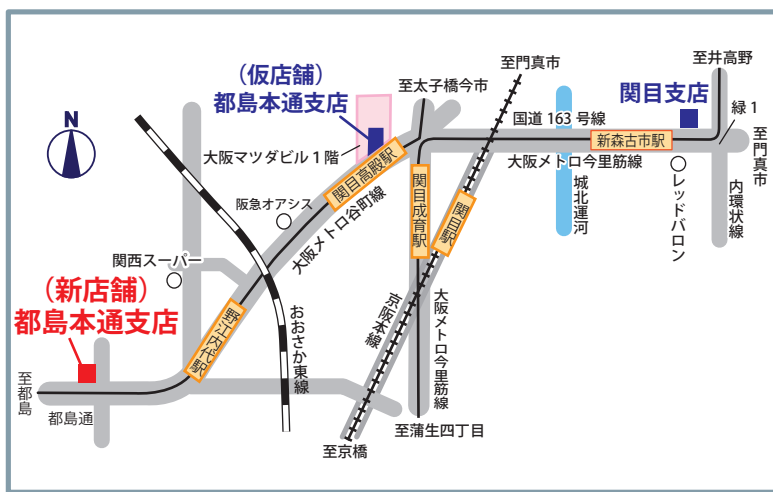 N
(仮店舗)
都島本通支店
至太子橋今市
至門真市
至井高野
関目支店
国道 163 号線
緑 1
大阪マツダビル 1 階
関目高殿駅
新森古市駅
大阪メトロ今里筋線
至門真市
阪急オアシス
大阪メトロ谷町線
関目成育駅
関目駅
城北運河
レッドバロン
内環状線
関西スーパー
(新店舗)
都島本通支店
野江内代駅
おおさか東線
京阪本線
大阪メトロ今里筋線
至都島
都島通
至京橋
至蒲生四丁目